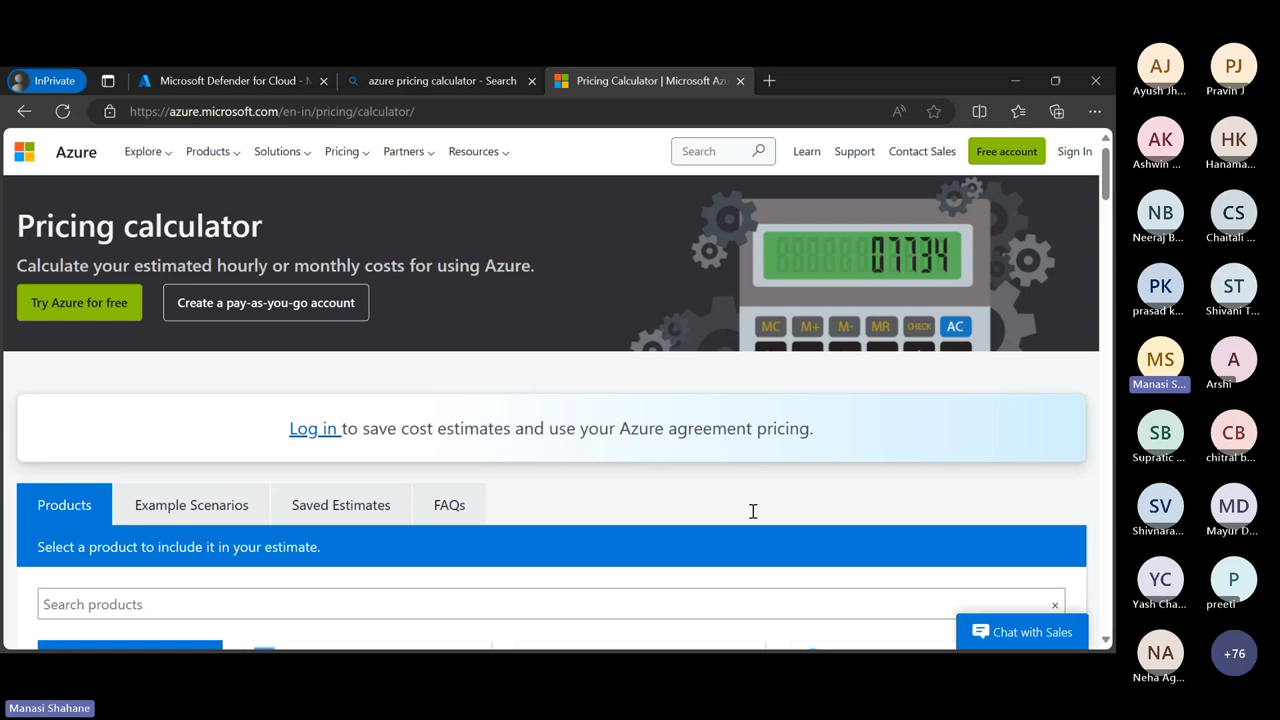 InPrivate
Microsoft Defender for Cloud - M
azure pricing calculator - Search
Pricing Calculator | Microsoft Azu
https://azure.microsoft.com/en-in/pricing/calculator/
Azure
Explore
Products
Solutions
Pricing
Partners
Resources
Search
Learn
Support
Contact Sales
Free account
Sign In
Pricing calculator
Calculate your estimated hourly or monthly costs for using Azure.
Try Azure for free
Create a pay-as-you-go account
07734
MC M+ M- MR CHECK AC
Log in to save cost estimates and use your Azure agreement pricing.
Products
Example Scenarios
Saved Estimates
FAQs
Select a product to include it in your estimate.
Search products
Chat with Sales
AJ
Ayush Jh...
PJ
Pravin J
AK
Ashwin ...
HK
Hanama...
NB
Neeraj B...
CS
Chaitali ...
PK
prasad k...
ST
Shivani T...
MS
Manasi S...
A
Arshi
SB
Supratic ...
CB
chitral b...
SV
Shivnara...
MD
Mayur D...
YC
Yash Cha...
P
preeti
NA
Neha Ag...
+76
Manasi Shahane